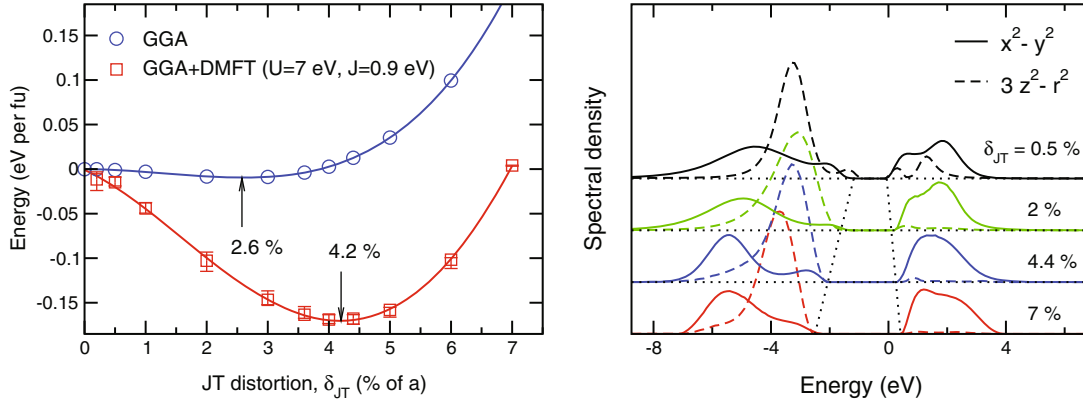 GGA
GGA+DMFT (U=7 eV, J=0.9 eV)
0.15
0.1
0.05
0
-0.05
-0.1
-0.15
Energy (eV per fu)
2.6 %
4.2 %
0 1 2 3 4 5 6 7
JT distortion, δ_JT (% of a)
x² - y²
3 z² - r²
δ_JT = 0.5 %
2 %
4.4 %
7 %
Spectral density
-8 -4 0 4
Energy (eV)